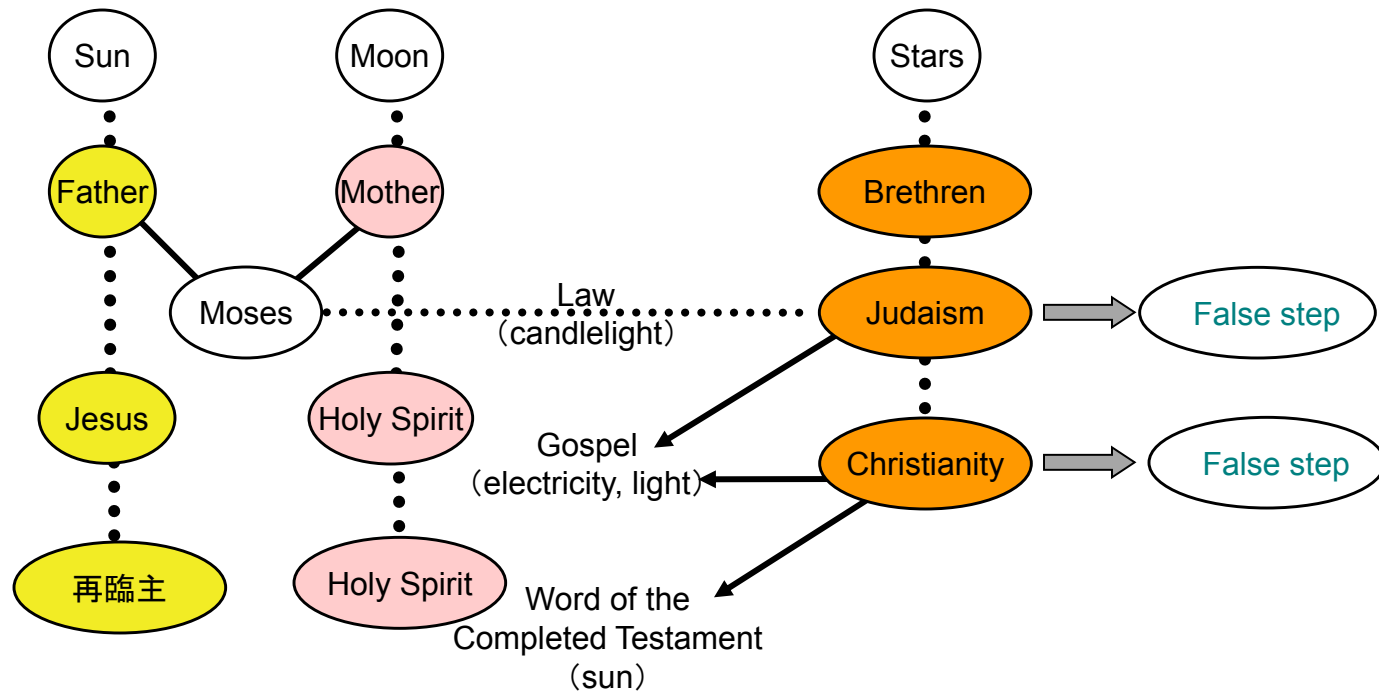 Sun
Moon
Stars
Father
Mother
Brethren
Moses
Law
（candlelight）
Judaism
False step
Jesus
Holy Spirit
Gospel
（electricity, light）
Christianity
False step
再臨主
Holy Spirit
Word of the
Completed Testament
（sun）